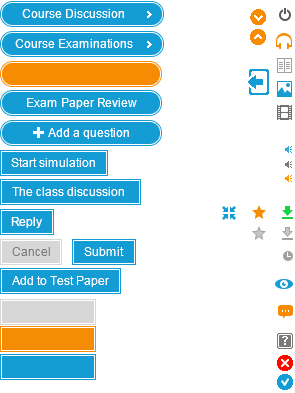 Course Discussion
Course Examinations
Exam Paper Review
Add a question
Start simulation
The class discussion
Reply
Cancel Submit
Add to Test Paper
?